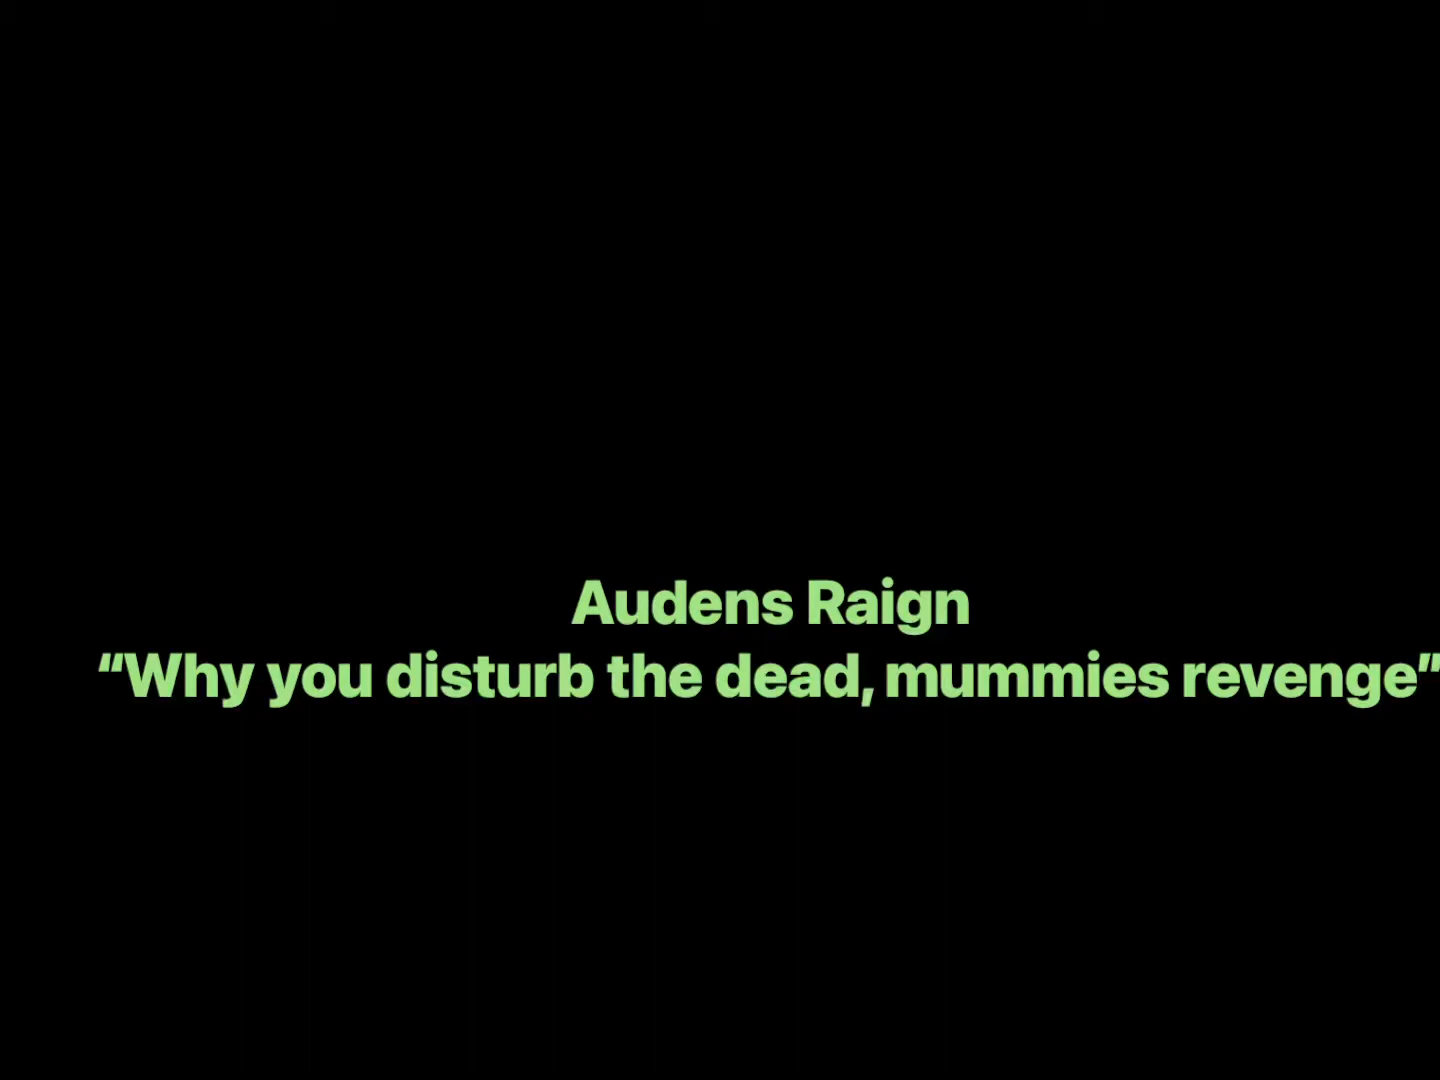 Audens Raign
“Why you disturb the dead, mummies revenge”